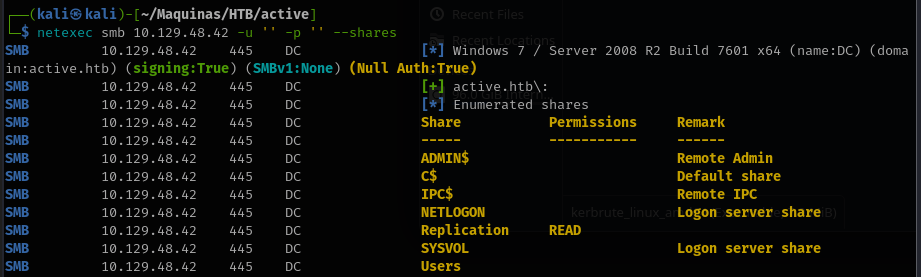 ┌──(kali㉿kali)-[~/Maquinas/HTB/active]
└─$ netexec smb 10.129.48.42 -u '' -p '' --shares
SMB 10.129.48.42 445 DC [*] Windows 7 / Server 2008 R2 Build 7601 x64 (name:DC) (doma
in:active.htb) (signing:True) (SMBv1:None) (Null Auth:True)
SMB 10.129.48.42 445 DC [+] active.htb\:
SMB 10.129.48.42 445 DC [*] Enumerated shares
SMB 10.129.48.42 445 DC Share Permissions Remark
SMB 10.129.48.42 445 DC ----- ----------- ------
SMB 10.129.48.42 445 DC ADMIN$ Remote Admin
SMB 10.129.48.42 445 DC C$ Default share
SMB 10.129.48.42 445 DC IPC$ Remote IPC
SMB 10.129.48.42 445 DC NETLOGON Logon server share
SMB 10.129.48.42 445 DC Replication READ
SMB 10.129.48.42 445 DC SYSVOL Logon server share
SMB 10.129.48.42 445 DC Users
Recent Files
Recent Locations